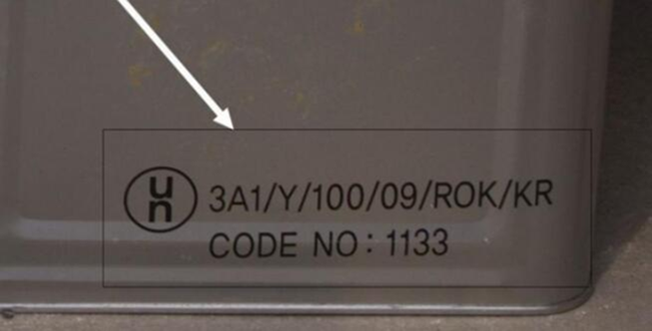 un 3A1/Y/100/09/ROK/KR
CODE NO: 1133